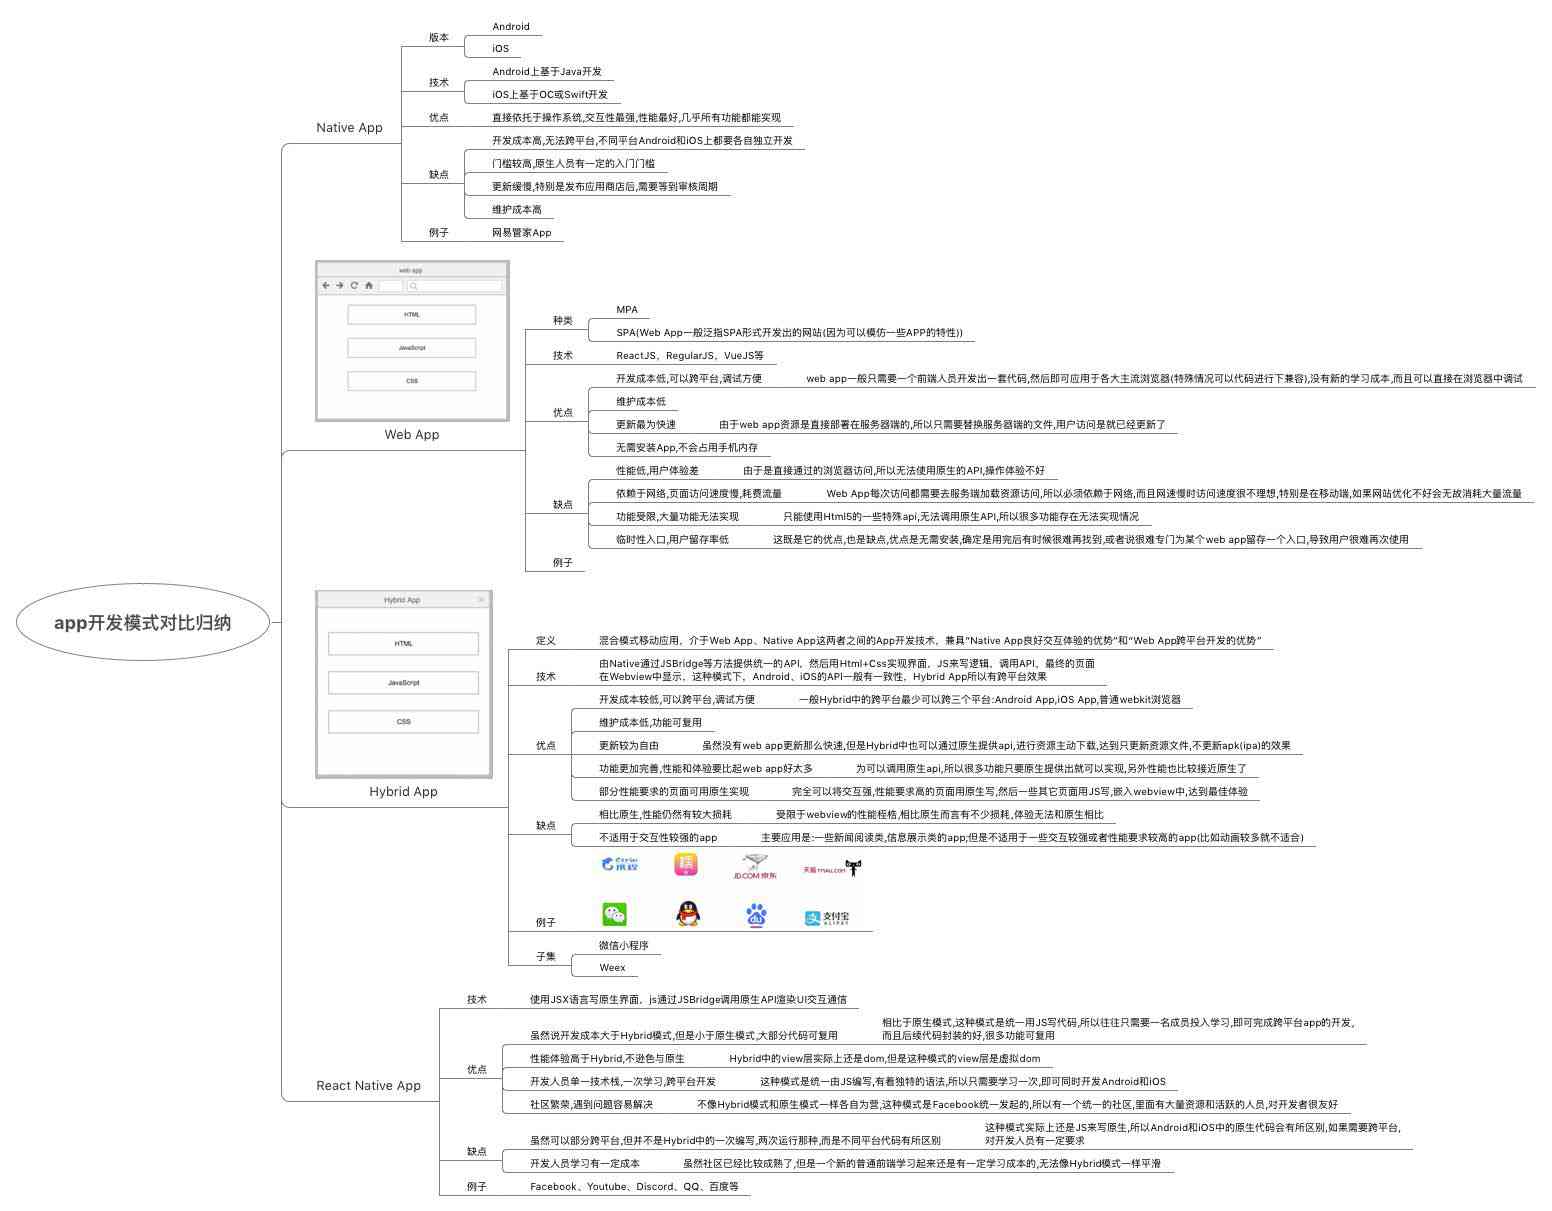 app开发模式对比归纳
Native App
版本
Android
iOS
技术
Android上基于Java开发
iOS上基于OC或Swift开发
优点
直接依托于操作系统,交互性最强,性能最好,几乎所有功能都能实现
缺点
开发成本高,无法跨平台,不同平台Android和iOS上都要各自独立开发
门槛较高,原生人员有一定的入门门槛
更新缓慢,特别是发布应用商店后,需要等到审核周期
维护成本高
例子
网易管家App
web app
HTML
JavaScript
CSS
Web App
种类
MPA
SPA(Web App一般泛指SPA形式开发出的网站(因为可以模仿一些APP的特性))
技术
ReactJS、RegularJS、VueJS等
优点
开发成本低,可以跨平台,调试方便
web app一般只需要一个前端人员开发出一套代码,然后即可应用于各大主流浏览器(特殊情况可以代码进行下兼容),没有新的学习成本,而且可以直接在浏览器中调试
维护成本低
更新最为快速
由于web app资源是直接部署在服务器端的,所以只需要替换服务器端的文件,用户访问是就已经更新了
无需安装App,不会占用手机内存
缺点
性能低,用户体验差
由于是直接通过的浏览器访问,所以无法使用原生的API,操作体验不好
依赖于网络,页面访问速度慢,耗费流量
Web App每次访问都需要去服务端加载资源访问,所以必须依赖于网络,而且网速慢时访问速度很不理想,特别是在移动端,如果网站优化不好会无故消耗大量流量
功能受限,大量功能无法实现
只能使用Html5的一些特殊api,无法调用原生API,所以很多功能存在无法实现情况
临时性入口,用户留存率低
这既是它的优点,也是缺点,优点是无需安装,确定是用完后有时候很难再找到,或者说很难专门为某个web app留存一个入口,导致用户很难再次使用
例子
Hybrid App
HTML
JavaScript
CSS
Hybrid App
定义
混合模式移动应用，介于Web App、Native App这两者之间的App开发技术，兼具“Native App良好交互体验的优势”和“Web App跨平台开发的优势”
技术
由Native通过JSBridge等方法提供统一的API，然后用Html+Css实现界面，JS来写逻辑，调用API，最终的页面
在Webview中显示，这种模式下，Android、iOS的API一般有一致性，Hybrid App所以有跨平台效果
优点
开发成本较低,可以跨平台,调试方便
一般Hybrid中的跨平台最少可以跨三个平台:Android App,iOS App,普通webkit浏览器
维护成本低,功能可复用
更新较为自由
虽然没有web app更新那么快速,但是Hybrid中也可以通过原生提供api,进行资源主动下载,达到只更新资源文件,不更新apk(ipa)的效果
功能更加完善,性能和体验要比起web app好太多
为可以调用原生api,所以很多功能只要原生提供出就可以实现,另外性能也比较接近原生了
部分性能要求的页面可用原生实现
完全可以将交互强,性能要求高的页面用原生写,然后一些其它页面用JS写,嵌入webview中,达到最佳体验
缺点
相比原生,性能仍然有较大损耗
受限于webview的性能桎梏,相比原生而言有不少损耗,体验无法和原生相比
不适用于交互性较强的app
主要应用是:一些新闻阅读类,信息展示类的app;但是不适用于一些交互较强或者性能要求较高的app(比如动画较多就不适合)
例子
Ctrip
携程
JD.COM 京东
天猫 TMALL.COM
du
支付宝
ALIPAY
子集
微信小程序
Weex
React Native App
技术
使用JSX语言写原生界面，js通过JSBridge调用原生API渲染UI交互通信
优点
虽然说开发成本大于Hybrid模式,但是小于原生模式,大部分代码可复用
相比于原生模式,这种模式是统一用JS写代码,所以往往只需要一名成员投入学习,即可完成跨平台app的开发,
而且后续代码封装的好,很多功能可复用
性能体验高于Hybrid,不逊色与原生
Hybrid中的view层实际上还是dom,但是这种模式的view层是虚拟dom
开发人员单一技术栈,一次学习,跨平台开发
这种模式是统一由JS编写,有着独特的语法,所以只需要学习一次,即可同时开发Android和iOS
社区繁荣,遇到问题容易解决
不像Hybrid模式和原生模式一样各自为营,这种模式是Facebook统一发起的,所以有一个统一的社区,里面有大量资源和活跃的人员,对开发者很友好
缺点
虽然可以部分跨平台,但并不是Hybrid中的一次编写,两次运行那种,而是不同平台代码有所区别
这种模式实际上还是JS来写原生,所以Android和iOS中的原生代码会有所区别,如果需要跨平台,
对开发人员有一定要求
开发人员学习有一定成本
虽然社区已经比较成熟了,但是一个新的普通前端学习起来还是有一定学习成本的,无法像Hybrid模式一样平滑
例子
Facebook、Youtube、Discord、QQ、百度等